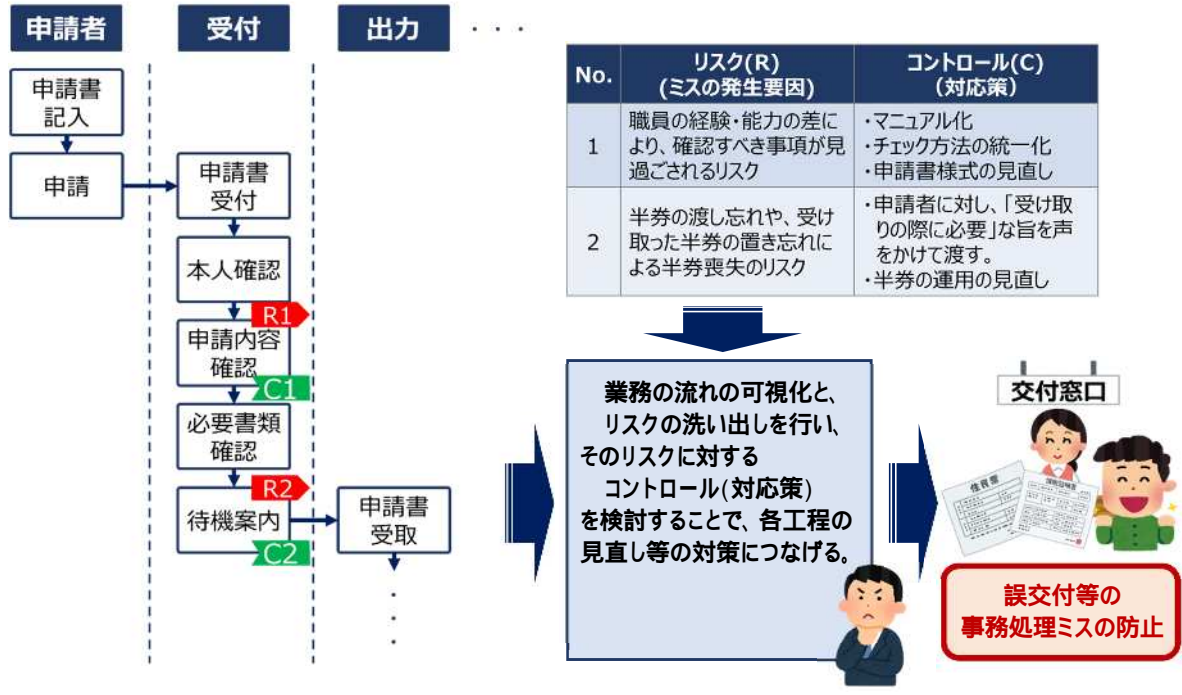 申請者
受付
出力
・・・
申請書
記入
申請
申請書
受付
本人確認
R1
申請内容
確認
C1
必要書類
確認
R2
待機案内
C2
申請書
受取
・
・
・
No.
リスク(R)
(ミスの発生要因)
コントロール(C)
（対応策）
1
職員の経験・能力の差に
より、確認すべき事項が見
過ごされるリスク
・マニュアル化
・チェック方法の統一化
・申請書様式の見直し
2
半券の渡し忘れや、受け
取った半券の置き忘れに
よる半券喪失のリスク
・申請者に対し、「受け取
りの際に必要」な旨を声
をかけて渡す。
・半券の運用の見直し
業務の流れの可視化と、
リスクの洗い出しを行い、
そのリスクに対する
コントロール(対応策)
を検討することで、各工程の
見直し等の対策につなげる。
交付窓口
住民票
誤交付等の
事務処理ミスの防止